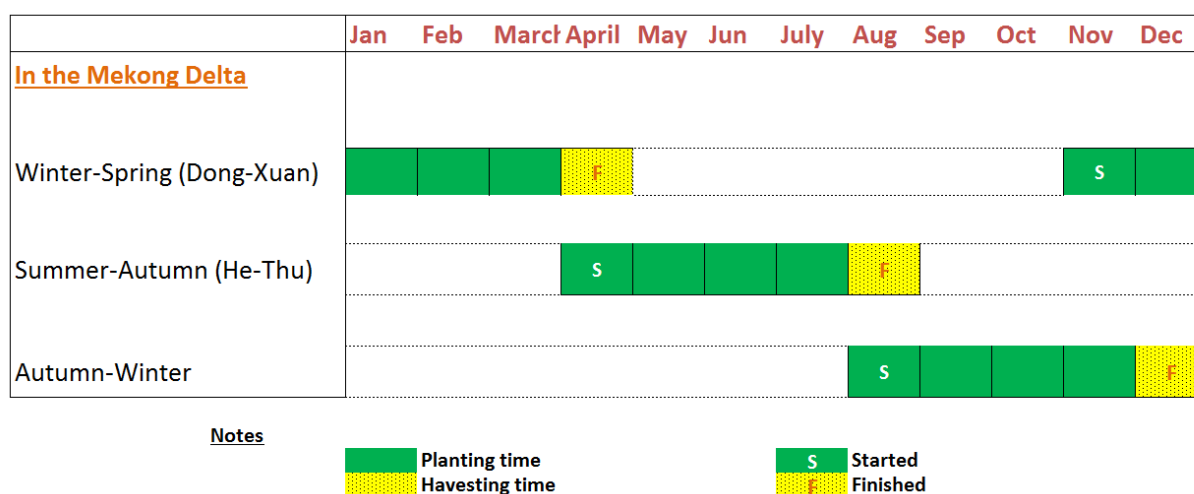 Jan Feb March April May Jun July Aug Sep Oct Nov Dec
In the Mekong Delta
Winter-Spring (Dong-Xuan) F S
Summer-Autumn (He-Thu) S F
Autumn-Winter S F
Notes
Planting time S Started
Havesting time F Finished